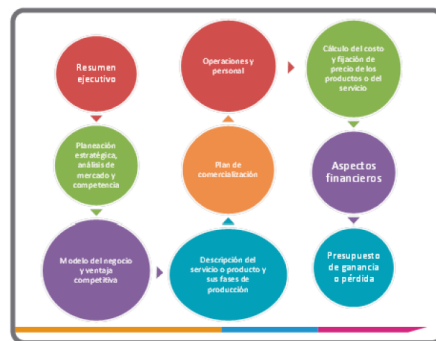 Resumen
ejecutivo
Planeación
estratégica,
análisis de
mercado y
competencia
Modelo del negocio y
ventaja
competitiva
Descripción del
servicio o producto y
sus fases de
producción
Plan de
comercialización
Operaciones y
personal
Cálculo del costo
y fijación de
precio de los
productos o del
servicio
Aspectos
financieros
Presupuesto
de ganancia
o pérdida